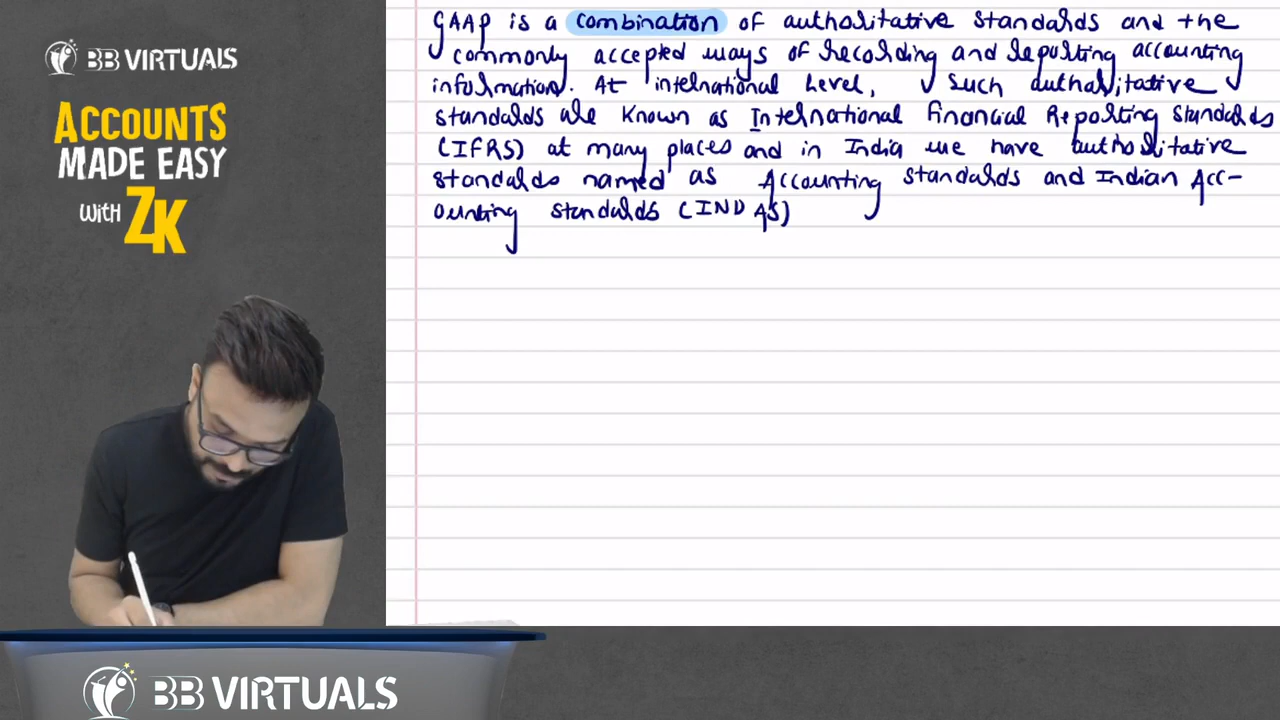 BB VIRTUALS
ACCOUNTS
MADE EASY
WITH ZK
GAAP is a combination of authoritative standards and the
commonly accepted ways of recording and reporting accounting
information. At international level, such authoritative
standards are known as International Financial Reporting Standards
(IFRS) at many places and in India we have authoritative
standards named as Accounting standards and Indian Acc-
ounting standards (IND AS)
BB VIRTUALS